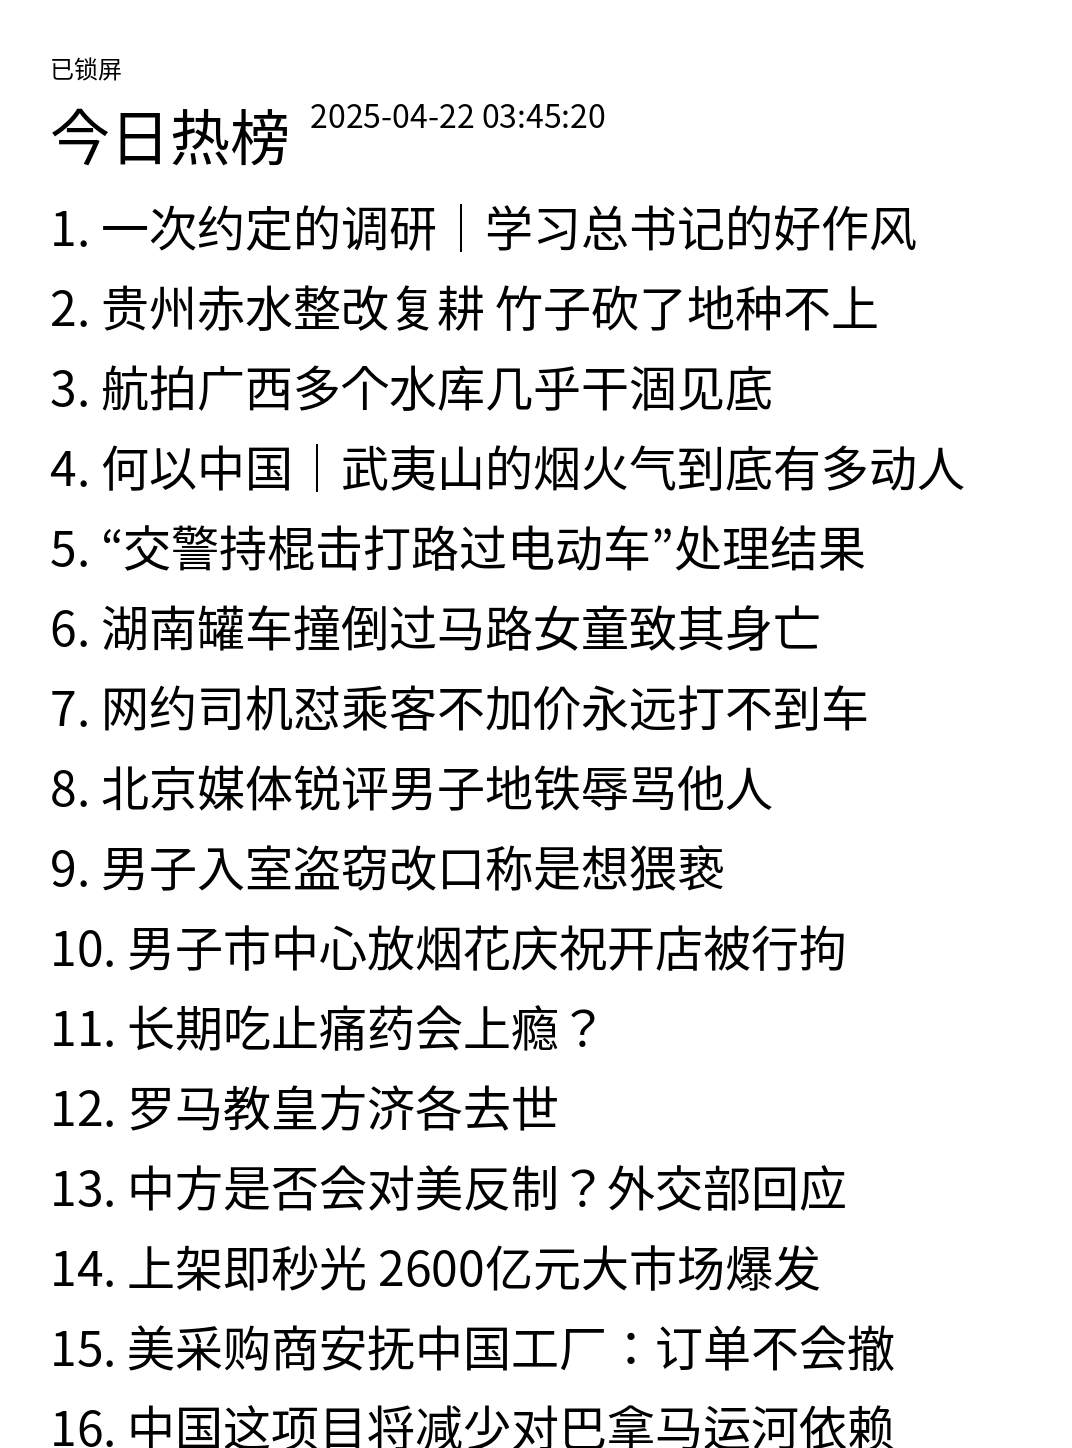 已锁屏
今日热榜 2025-04-22 03:45:20
1. 一次约定的调研｜学习总书记的好作风
2. 贵州赤水整改复耕 竹子砍了地种不上
3. 航拍广西多个水库几乎干涸见底
4. 何以中国｜武夷山的烟火气到底有多动人
5. “交警持棍击打路过电动车”处理结果
6. 湖南罐车撞倒过马路女童致其身亡
7. 网约司机怼乘客不加价永远打不到车
8. 北京媒体锐评男子地铁辱骂他人
9. 男子入室盗窃改口称是想猥亵
10. 男子市中心放烟花庆祝开店被行拘
11. 长期吃止痛药会上瘾？
12. 罗马教皇方济各去世
13. 中方是否会对美反制？外交部回应
14. 上架即秒光 2600亿元大市场爆发
15. 美采购商安抚中国工厂：订单不会撤
16. 中国这项目将减少对巴拿马运河依赖